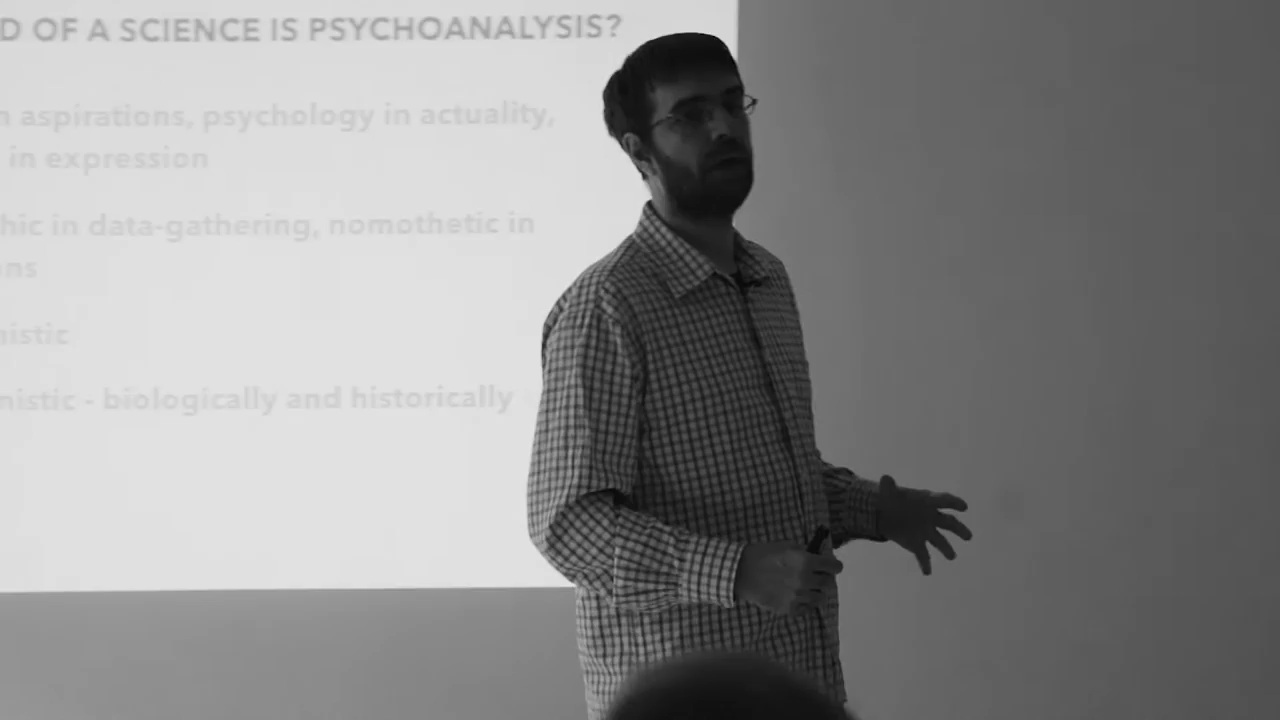 D OF A SCIENCE IS PSYCHOANALYSIS?
n aspirations, psychology in actuality,
in expression
hic in data-gathering, nomothetic in
ons
nistic
nistic - biologically and historically